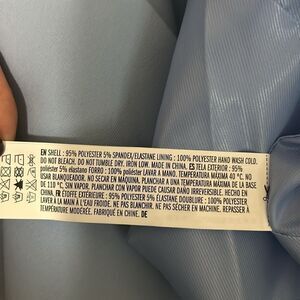 EN SHELL : 95% POLYESTER 5% SPANDEX/ELASTANE LINING : 100% POLYESTER HAND WASH COLD.
DO NOT BLEACH. DO NOT TUMBLE DRY. IRON LOW. MADE IN CHINA. ES TELA EXTERIOR : 95%
poliéster 5% elastano FORRO : 100% poliéster LAVAR A MANO. TEMPERATURA MÁXIMA 40 °C. NO
USAR BLANQUEADOR. NO SECAR EN MÁQUINA. PLANCHAR A UNA TEMPERATURA MÁXIMA DE LA BASE
DE 110 °C, SIN VAPOR. PLANCHAR CON VAPOR PUEDE CAUSAR DAÑO IRREVERSIBLE. HECHO EN
CHINA. FR ÉTOFFE EXTÉRIEURE : 95% POLYESTER 5% ÉLASTANE DOUBLURE : 100% POLYESTER
LAVER À LA MAIN À L'EAU FROIDE. NE PAS BLANCHIR. NE PAS SÉCHER EN MACHINE. REPASSER À
TEMPÉRATURE MODÉRÉE. FABRIQUÉ EN CHINE. DE